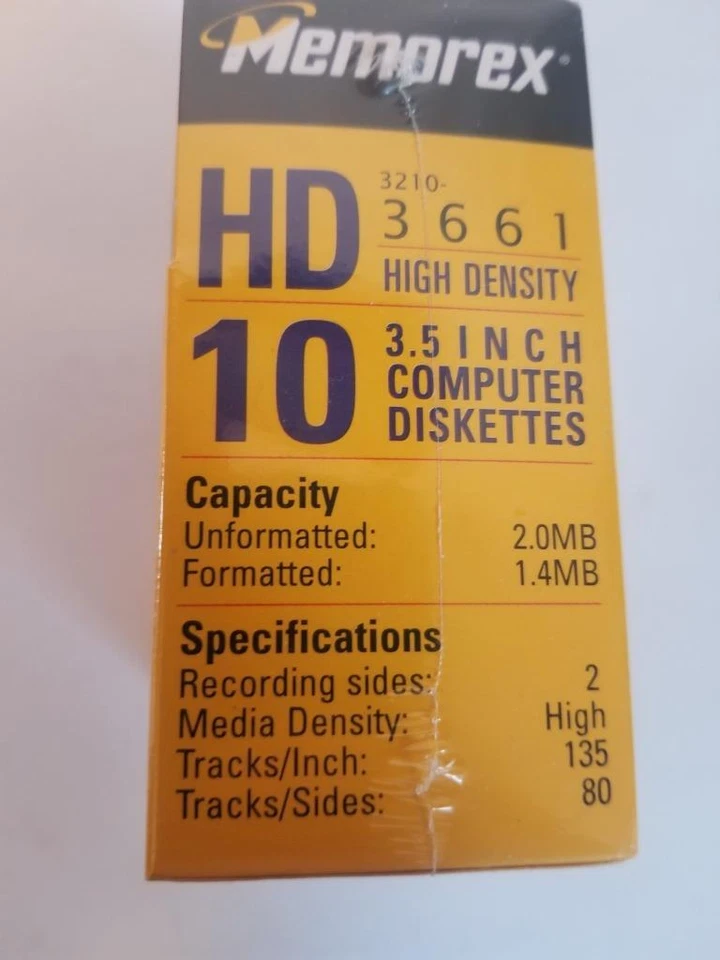 Memorex®
HD
3210-
3661
HIGH DENSITY
10
3.5 INCH
COMPUTER
DISKETTES
Capacity
Unformatted: 2.0MB
Formatted: 1.4MB
Specifications
Recording sides: 2
Media Density: High
Tracks/Inch: 135
Tracks/Sides: 80